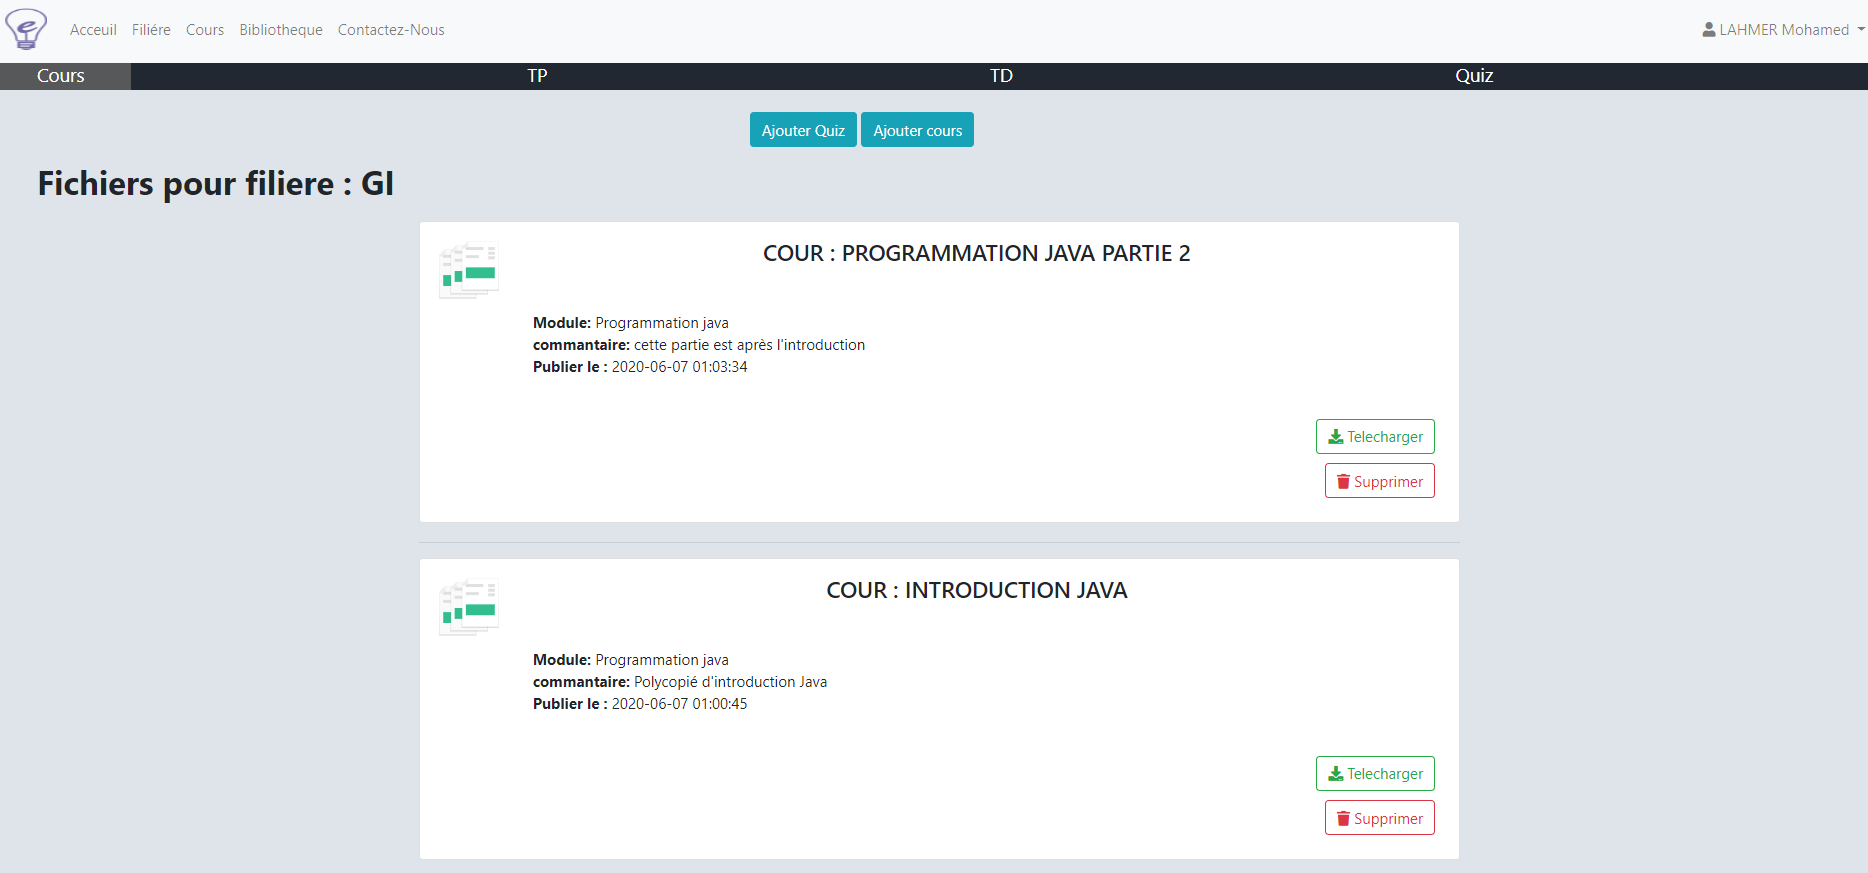 e
Acceuil Filiére Cours Bibliotheque Contactez-Nous LAHMER Mohamed
Cours TP TD Quiz
Ajouter Quiz Ajouter cours
Fichiers pour filiere : GI
COUR : PROGRAMMATION JAVA PARTIE 2
Module: Programmation java
commantaire: cette partie est après l'introduction
Publier le : 2020-06-07 01:03:34
Telecharger
Supprimer
COUR : INTRODUCTION JAVA
Module: Programmation java
commantaire: Polycopié d'introduction Java
Publier le : 2020-06-07 01:00:45
Telecharger
Supprimer